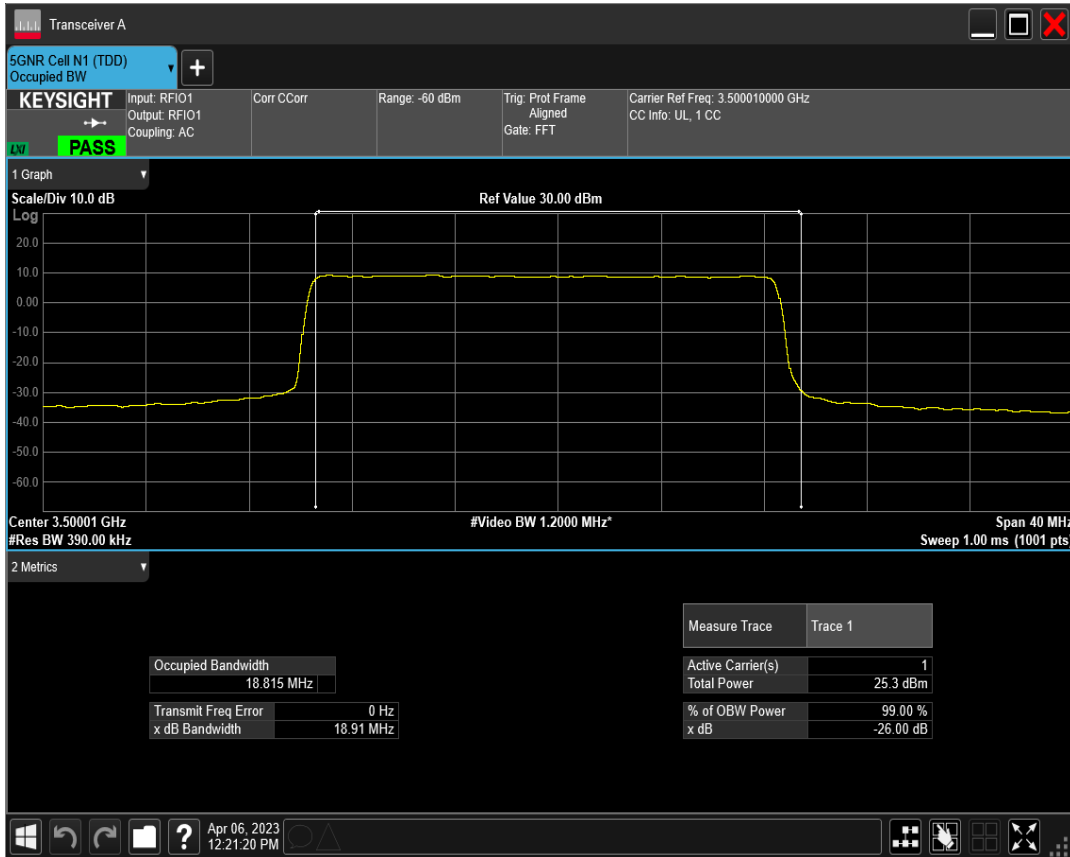 Transceiver A
5GNR Cell N1 (TDD)
Occupied BW
+
KEYSIGHT
LXI
PASS
Input: RFIO1
Output: RFIO1
Coupling: AC
Corr CCorr
Range: -60 dBm
Trig: Prot Frame
Aligned
Gate: FFT
Carrier Ref Freq: 3.500010000 GHz
CC Info: UL, 1 CC
1 Graph
Scale/Div 10.0 dB
Ref Value 30.00 dBm
Log
20.0
10.0
0.00
-10.0
-20.0
-30.0
-40.0
-50.0
-60.0
Center 3.50001 GHz
#Video BW 1.2000 MHz*
Span 40 MHz
#Res BW 390.00 kHz
Sweep 1.00 ms (1001 pts)
2 Metrics
Measure Trace Trace 1
Occupied Bandwidth
18.815 MHz
Active Carrier(s) 1
Total Power 25.3 dBm
Transmit Freq Error 0 Hz
x dB Bandwidth 18.91 MHz
% of OBW Power 99.00 %
x dB -26.00 dB
?
Apr 06, 2023
12:21:20 PM